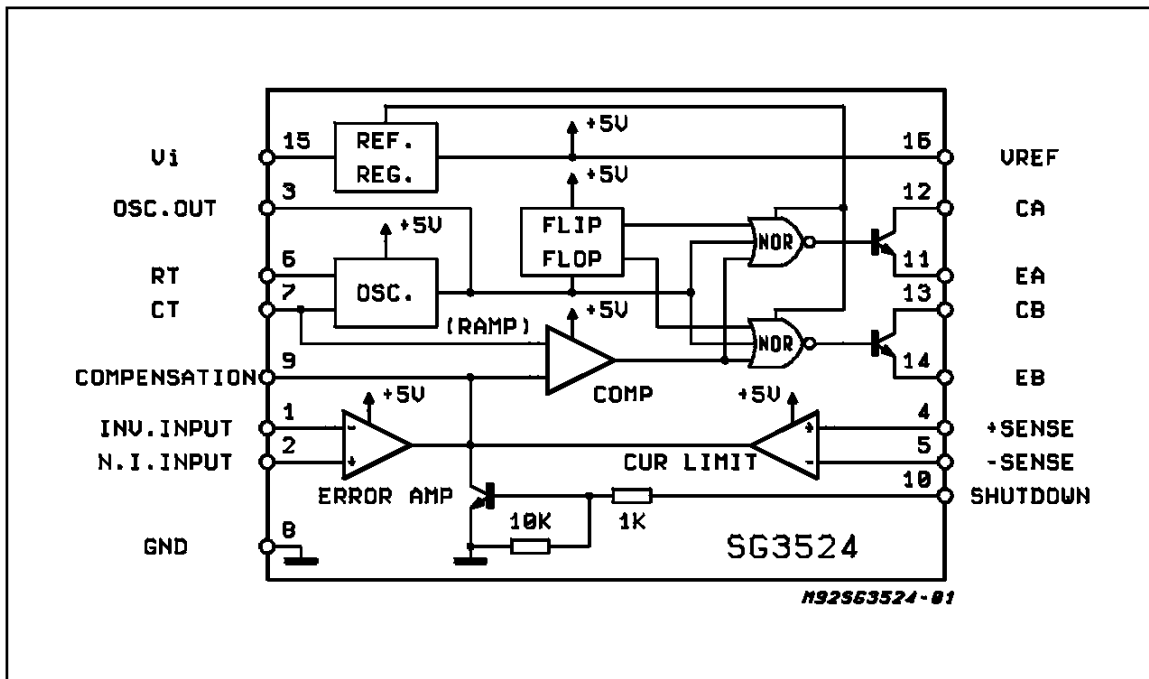 +5V
15
REF.
REG.
16
Vi
VREF
3
+5V
12
OSC.OUT
CA
+5V
FLIP
FLOP
NOR
6
11
RT
OSC.
EA
7
13
CT
CB
(RAMP)
+5V
NOR
9
14
COMPENSATION
COMP
EB
+5V
+5V
1
4
INV.INPUT
-
+
+SENSE
2
5
N.I.INPUT
+
-
-SENSE
CUR LIMIT
10
ERROR AMP
SHUTDOWN
10K
1K
8
GND
SG3524
M92SG3524-01